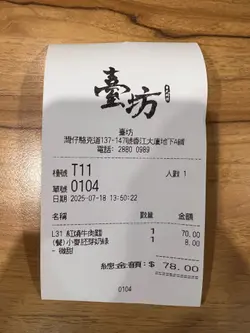 臺坊
臺坊
灣仔駱克道137-147號香江大廈地下A鋪
電話: 2880 0989
檯號 T11 人數 1
單號 0104
日期 2025-07-18 13:50:22
名稱 數量 金額
L31 紅燒牛肉麵 1 70.00
(餐)小麥胚芽奶綠 1 8.00
- 微甜
總金額: $ 78.00
0104